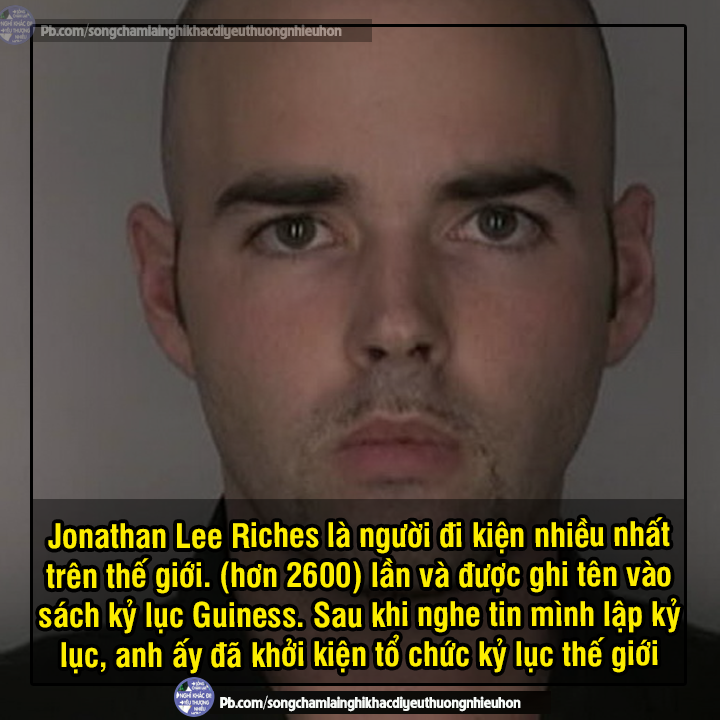 Pb.com/songchamlainghikhacdiyeuthuongnhieuhon
Jonathan Lee Riches là người đi kiện nhiều nhất
trên thế giới. (hơn 2600) lần và được ghi tên vào
sách kỷ lục Guiness. Sau khi nghe tin mình lập kỷ
lục, anh ấy đã khởi kiện tổ chức kỷ lục thế giới
Pb.com/songchamlainghikhacdiyeuthuongnhieuhon